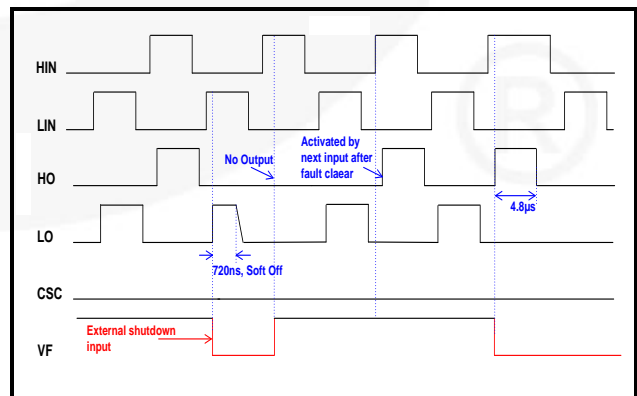 HIN
LIN
Activated by
next input after
fault claear
No Output
HO
4.8µs
LO
720ns, Soft Off
CSC
External shutdown
input
VF
®